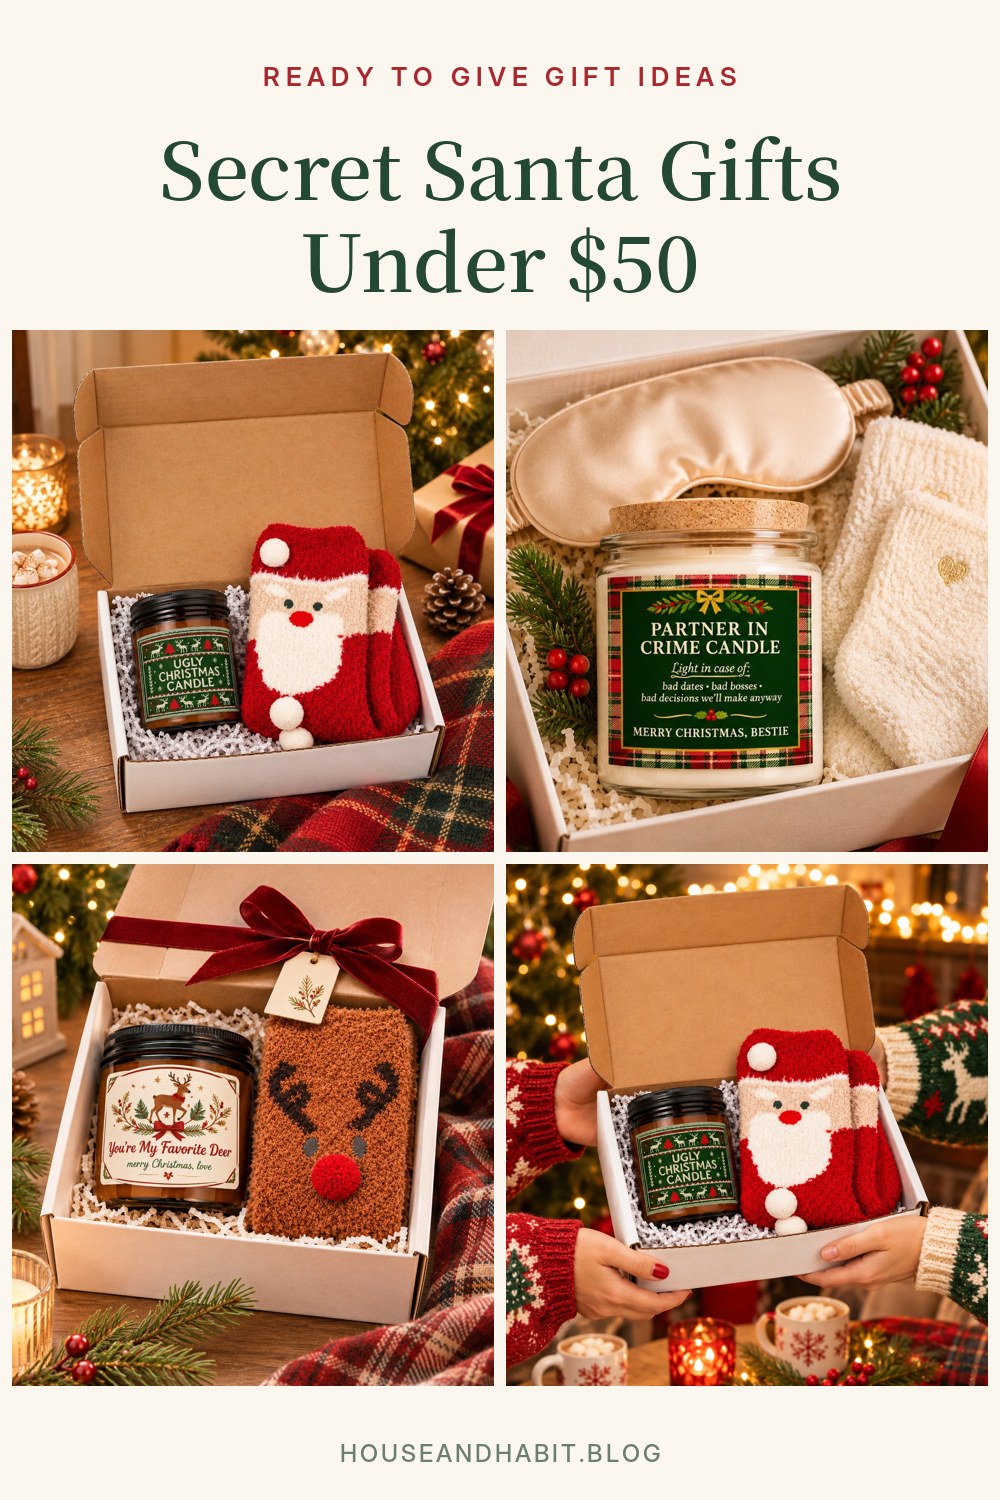 READY TO GIVE GIFT IDEAS
Secret Santa Gifts
Under $50
UGLY
CHRISTMAS
CANDLE
PARTNER IN
CRIME CANDLE
Light in case of:
bad dates • bad bosses •
bad decisions we'll make anyway
MERRY CHRISTMAS, BESTIE
You're My Favorite Deer
merry Christmas, love
UGLY
CHRISTMAS
CANDLE
HOUSEANDHABIT.BLOG